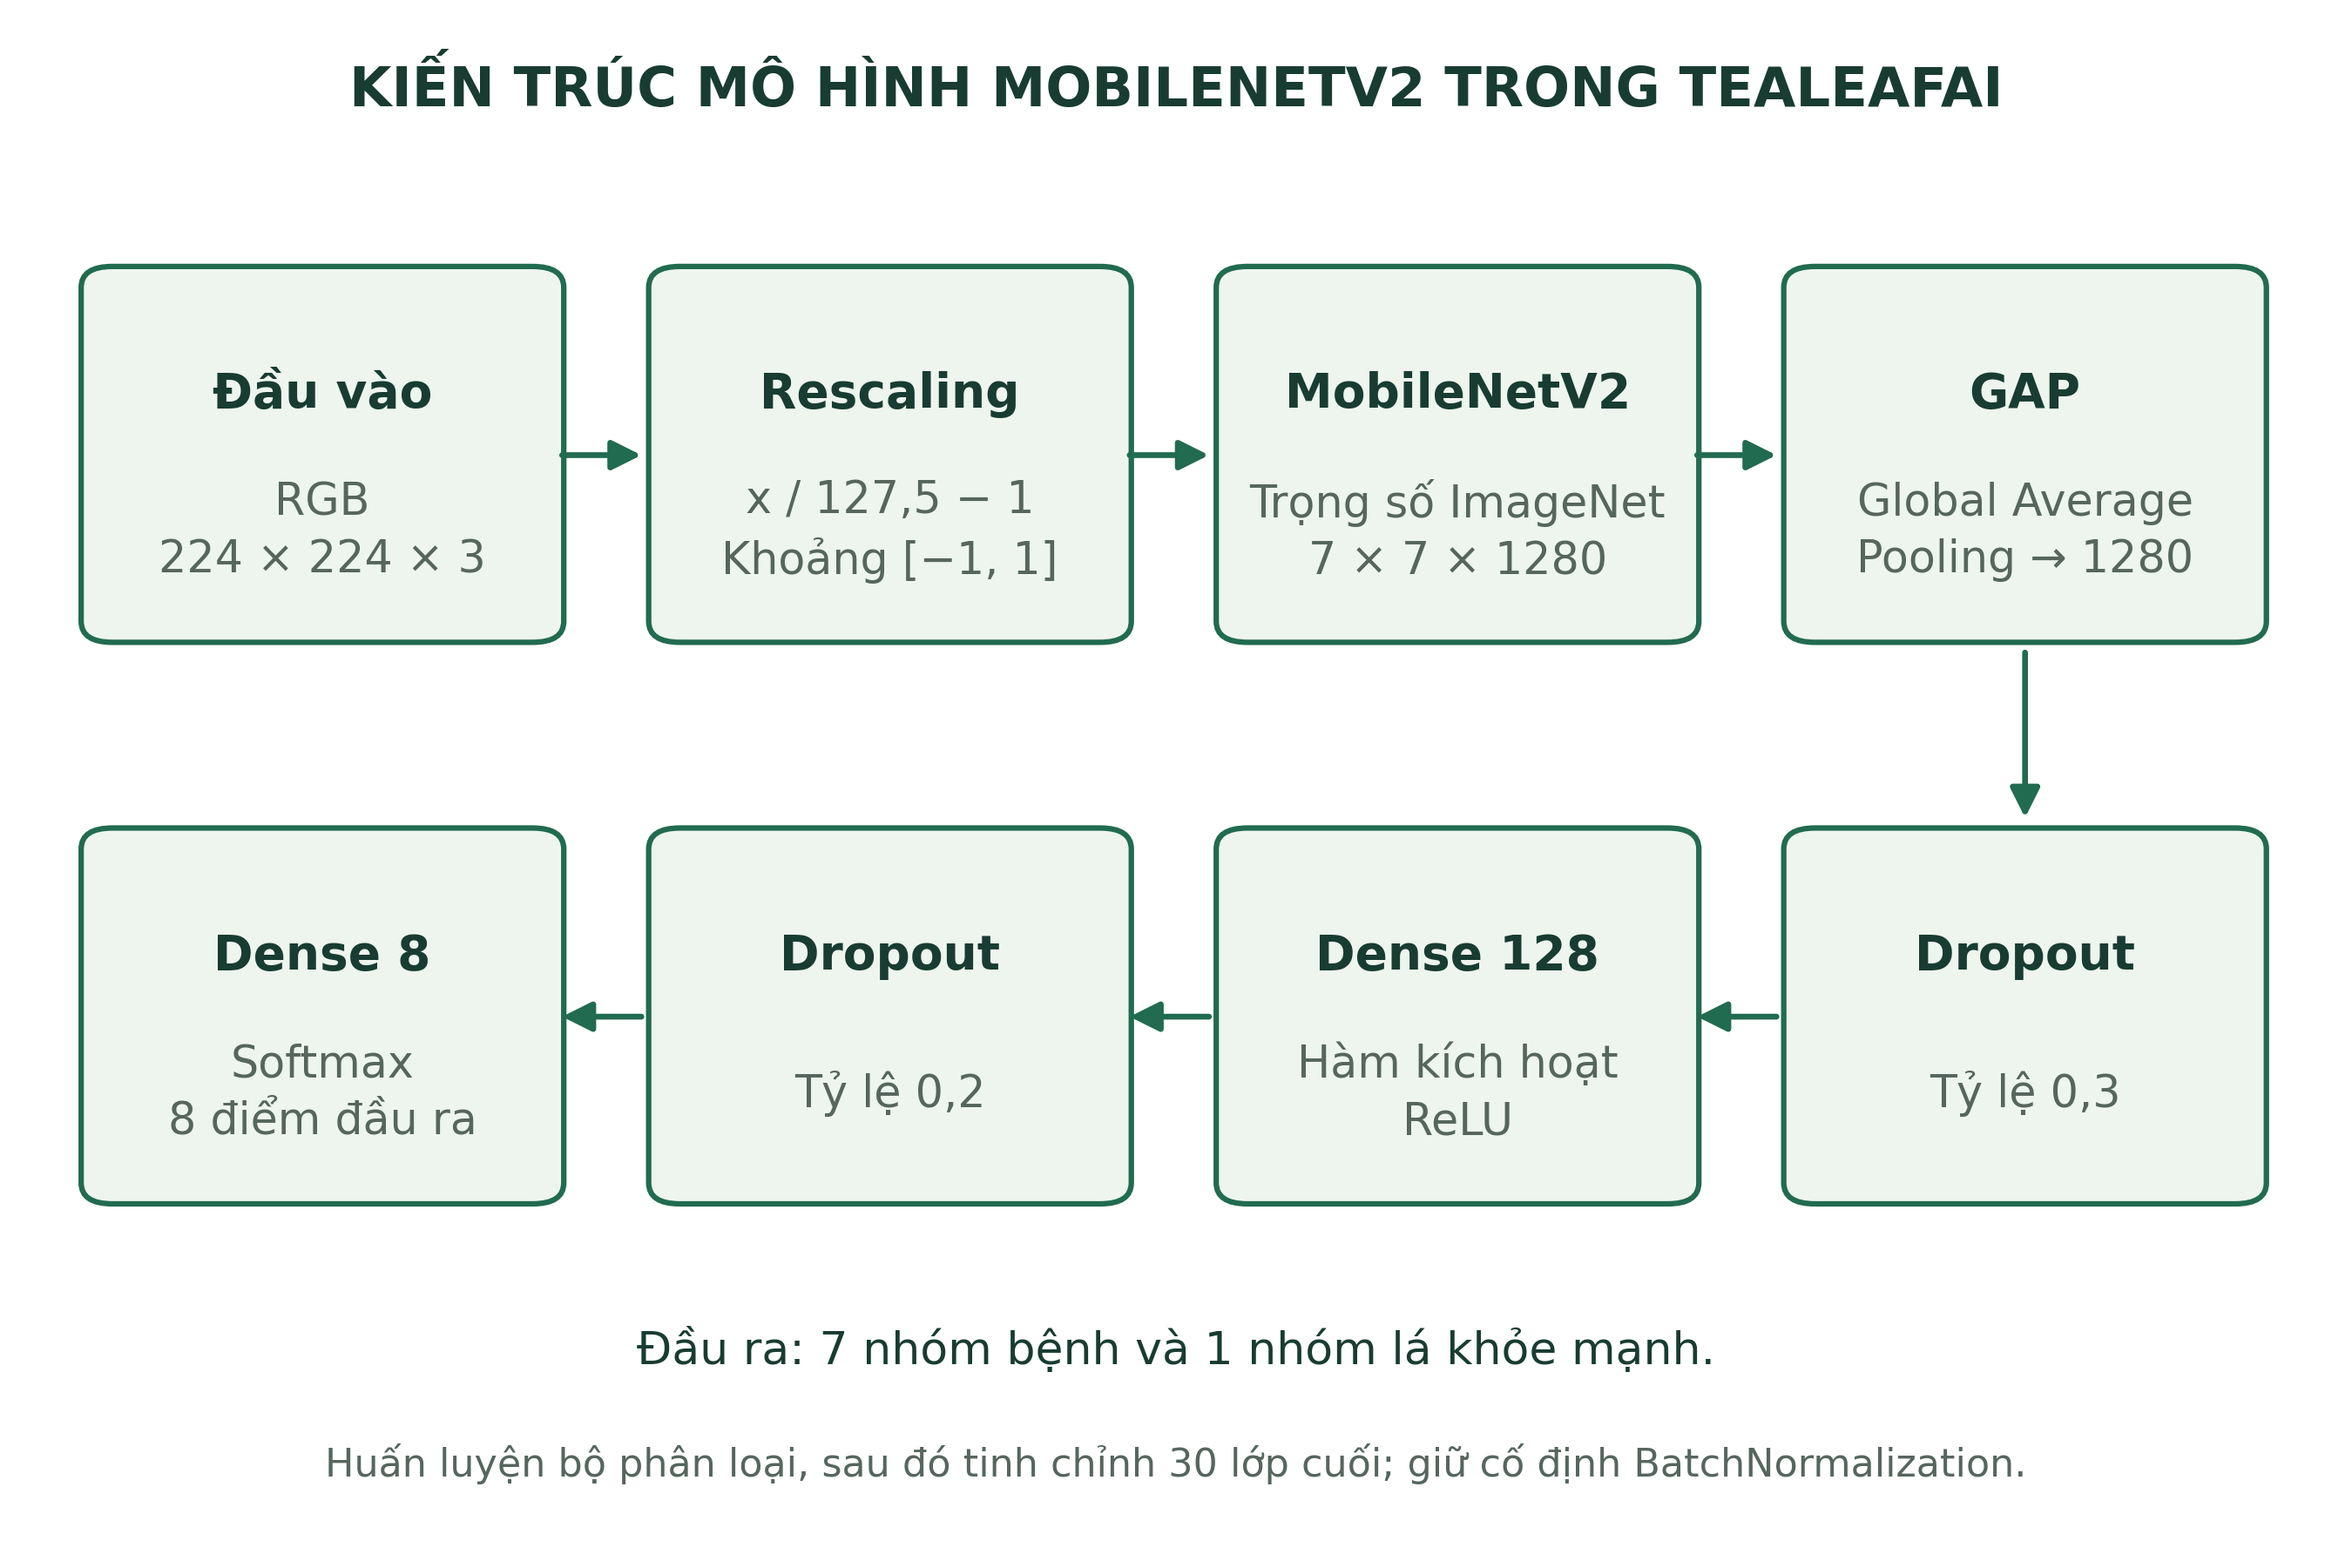 KIẾN TRÚC MÔ HÌNH MOBILENETV2 TRONG TEALEAFAI
Đầu vào
RGB
224 × 224 × 3
Rescaling
x / 127,5 − 1
Khoảng [−1, 1]
MobileNetV2
Trọng số ImageNet
7 × 7 × 1280
GAP
Global Average
Pooling → 1280
Dropout
Tỷ lệ 0,3
Dense 128
Hàm kích hoạt
ReLU
Dropout
Tỷ lệ 0,2
Dense 8
Softmax
8 điểm đầu ra
Đầu ra: 7 nhóm bệnh và 1 nhóm lá khỏe mạnh.
Huấn luyện bộ phân loại, sau đó tinh chỉnh 30 lớp cuối; giữ cố định BatchNormalization.